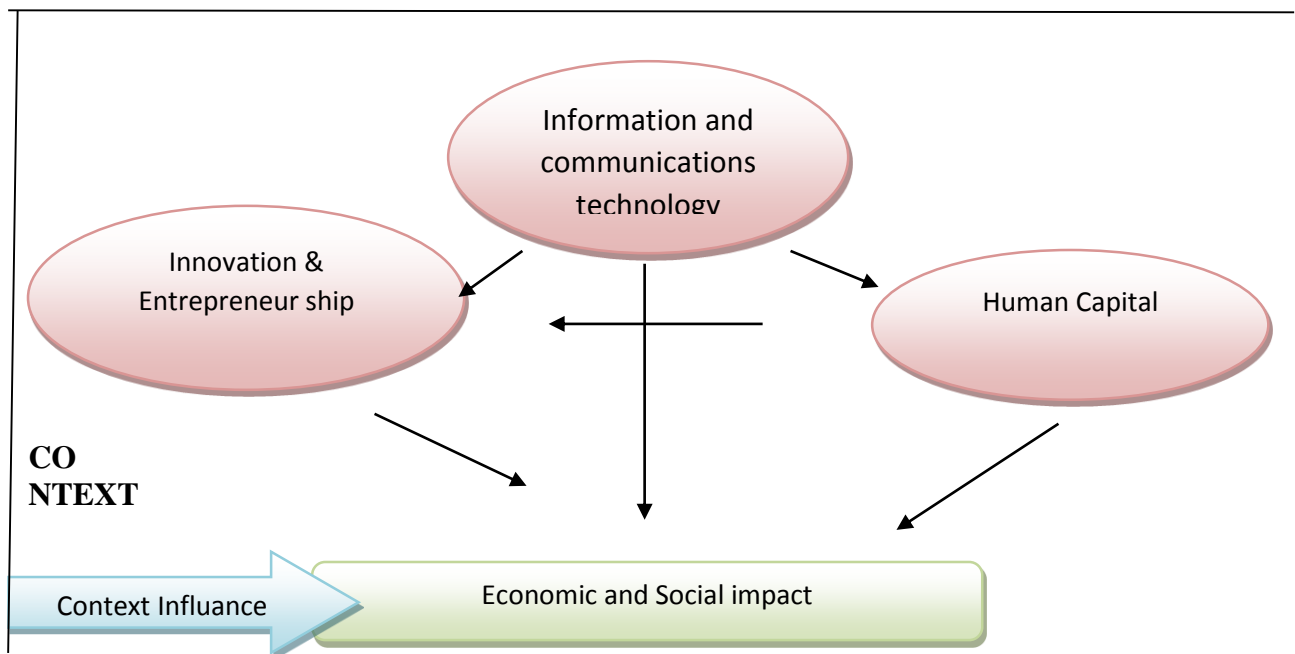 Information and
communications
technology
Innovation &
Entrepreneur ship
Human Capital
CO
NTEXT
Context Influance
Economic and Social impact